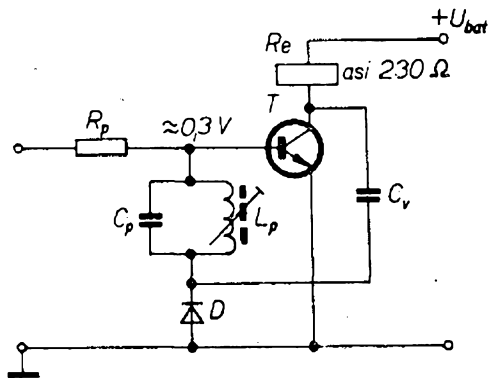 +U_bat
Re
asi 230 Ω
T
R_p
≈0,3 V
C_p
L_p
C_v
D